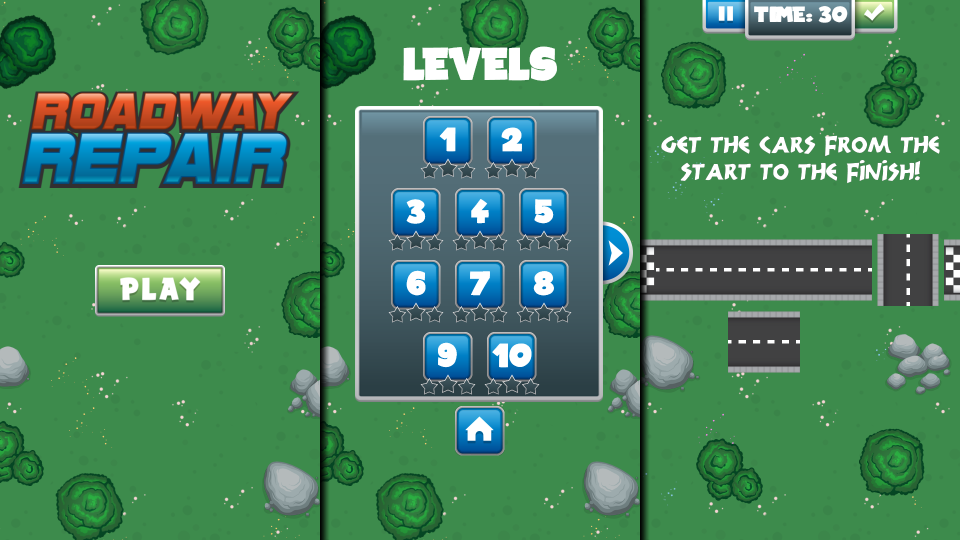 ROADWAY
REPAIR
PLAY
LEVELS
1 2
3 4 5
6 7 8
9 10
TIME: 30
GET THE CARS FROM THE
START TO THE FINISH!